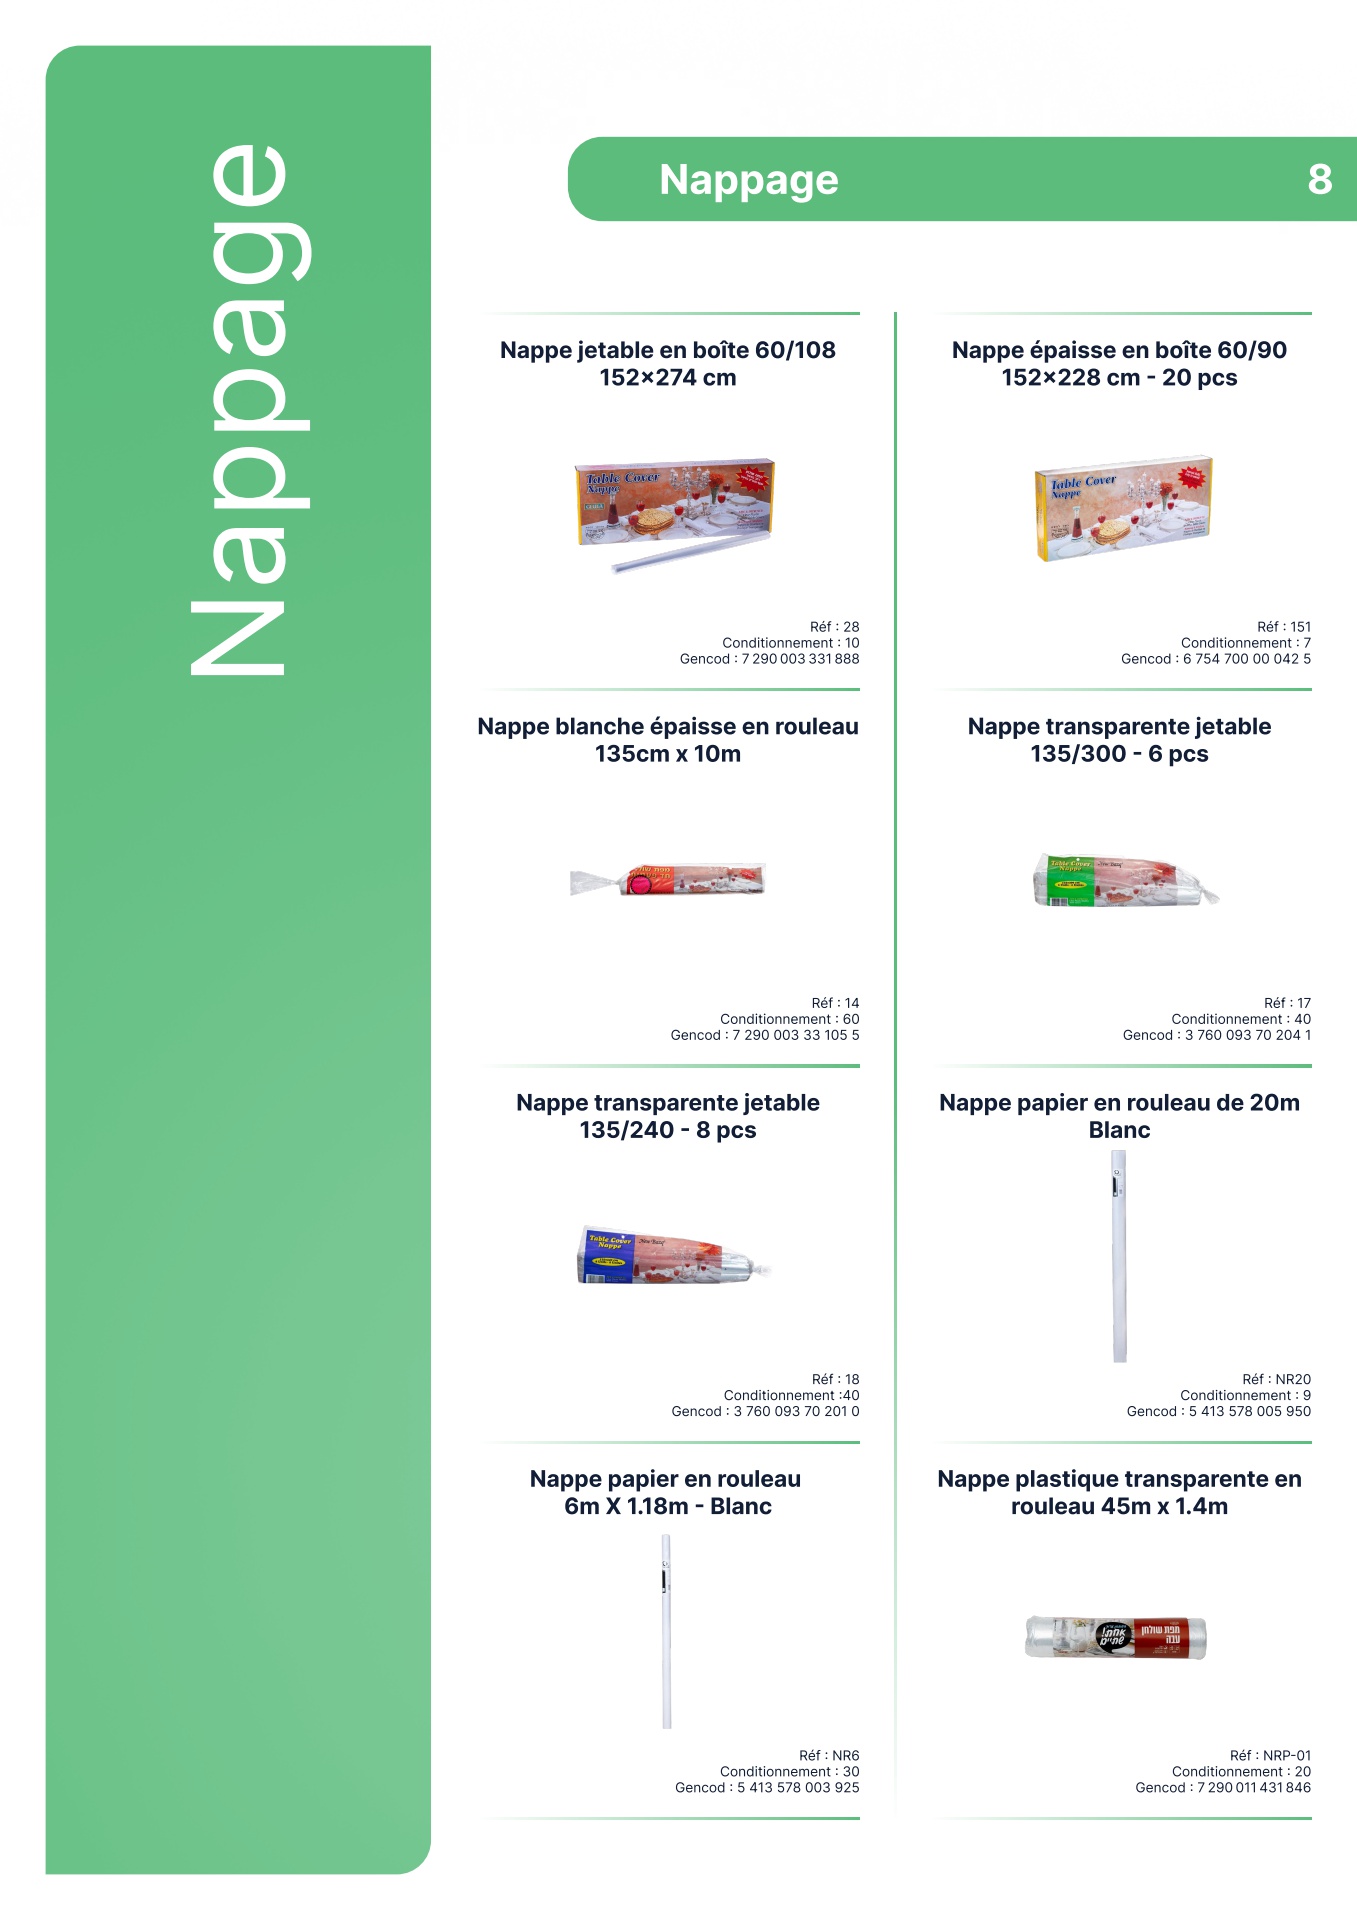 Nappage
Nappage
8
Nappe jetable en boîte 60/108
152x274 cm
Table Cover
Nappe
Réf : 28
Conditionnement : 10
Gencod : 7 290 003 331 888
Nappe épaisse en boîte 60/90
152x228 cm - 20 pcs
Table Cover
Nappe
Réf : 151
Conditionnement : 7
Gencod : 6 754 700 00 042 5
Nappe blanche épaisse en rouleau
135cm x 10m
Réf : 14
Conditionnement : 60
Gencod : 7 290 003 33 105 5
Nappe transparente jetable
135/300 - 6 pcs
Table Cover
Nappe
Réf : 17
Conditionnement : 40
Gencod : 3 760 093 70 204 1
Nappe transparente jetable
135/240 - 8 pcs
Table Cover
Nappe
Réf : 18
Conditionnement :40
Gencod : 3 760 093 70 201 0
Nappe papier en rouleau de 20m
Blanc
Réf : NR20
Conditionnement : 9
Gencod : 5 413 578 005 950
Nappe papier en rouleau
6m X 1.18m - Blanc
Réf : NR6
Conditionnement : 30
Gencod : 5 413 578 003 925
Nappe plastique transparente en
rouleau 45m x 1.4m
אחת!
שתיים
מפת שולחן
עבה
Réf : NRP-01
Conditionnement : 20
Gencod : 7 290 011 431 846